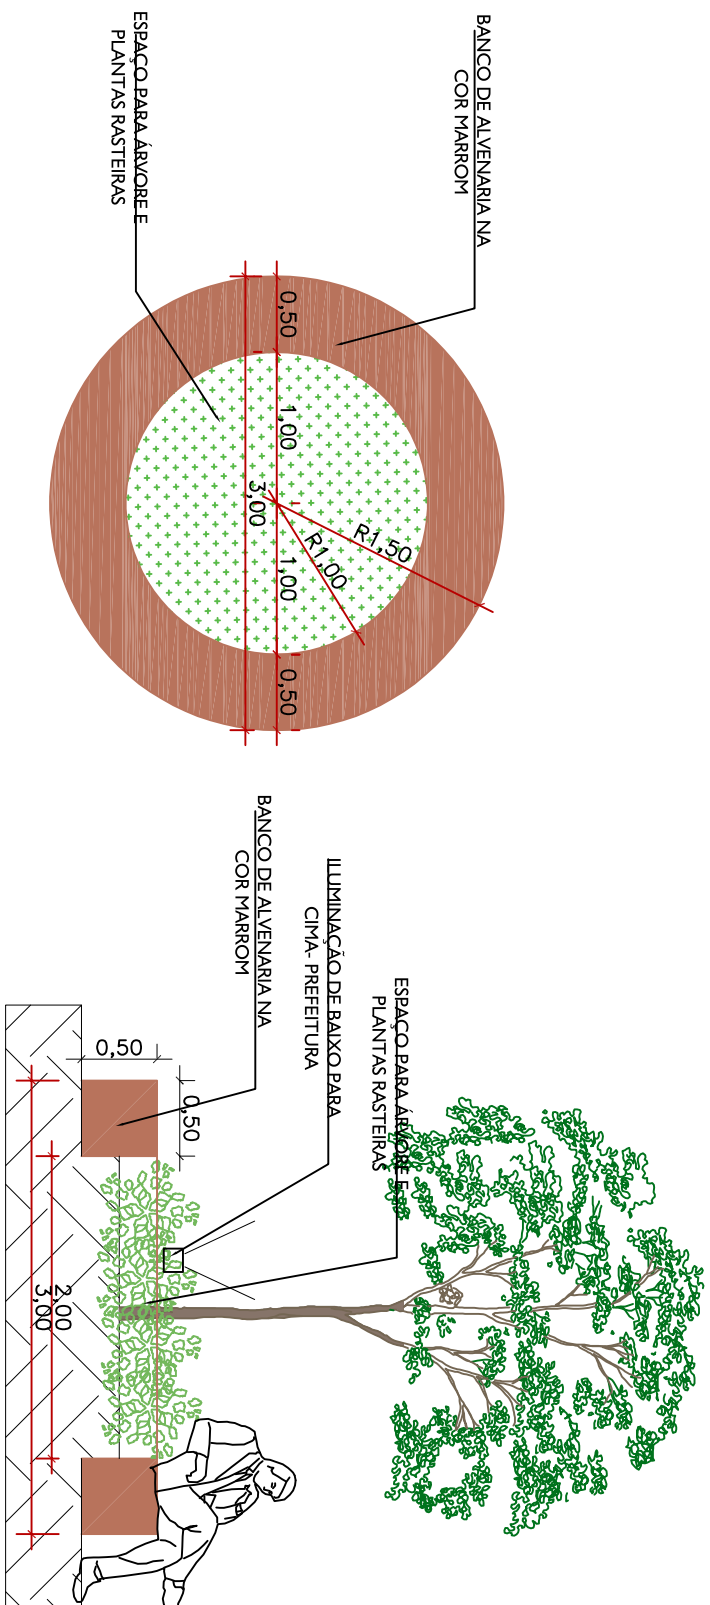 BANCO DE ALVENARIA NA
COR MARROM
ESPAÇO PARA ÁRVORE E
PLANTAS RASTEIRAS
0,50
1,00
1,00
0,50
3,00
R1,50
R1,00
ESPAÇO PARA ÁRVORE E
PLANTAS RASTEIRAS
ILUMINAÇÃO DE BAIXO PARA
CIMA- PREFEITURA
BANCO DE ALVENARIA NA
COR MARROM
0,50
0,50
2,00
3,00